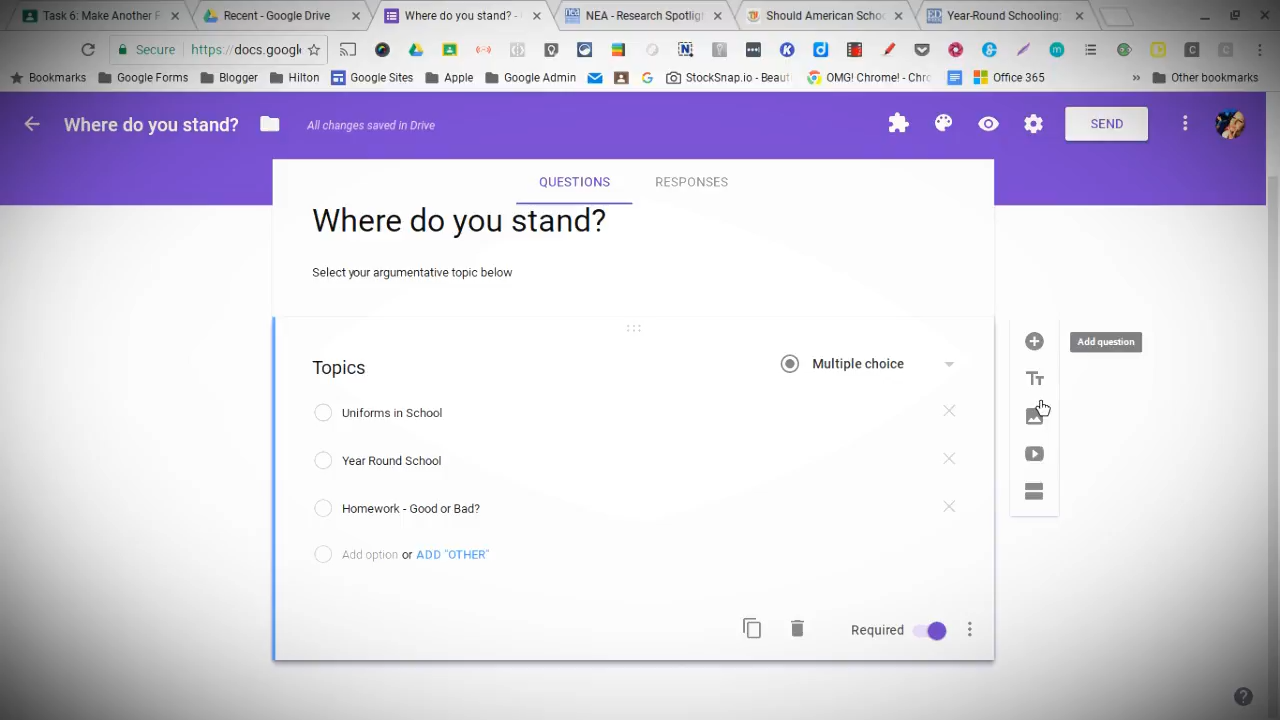 Task 6: Make Another F
Recent - Google Drive
Where do you stand? -
NEA - Research Spotlig
Should American Schoo
Year-Round Schooling:
Secure
https://docs.googl
Bookmarks
Google Forms
Blogger
Hilton
Google Sites
Apple
Google Admin
StockSnap.io - Beaut
OMG! Chrome! - Chro
Office 365
Other bookmarks
Where do you stand?
All changes saved in Drive
SEND
QUESTIONS
RESPONSES
Where do you stand?
Select your argumentative topic below
Add question
Topics
Multiple choice
Uniforms in School
Year Round School
Homework - Good or Bad?
Add option or ADD "OTHER"
Required